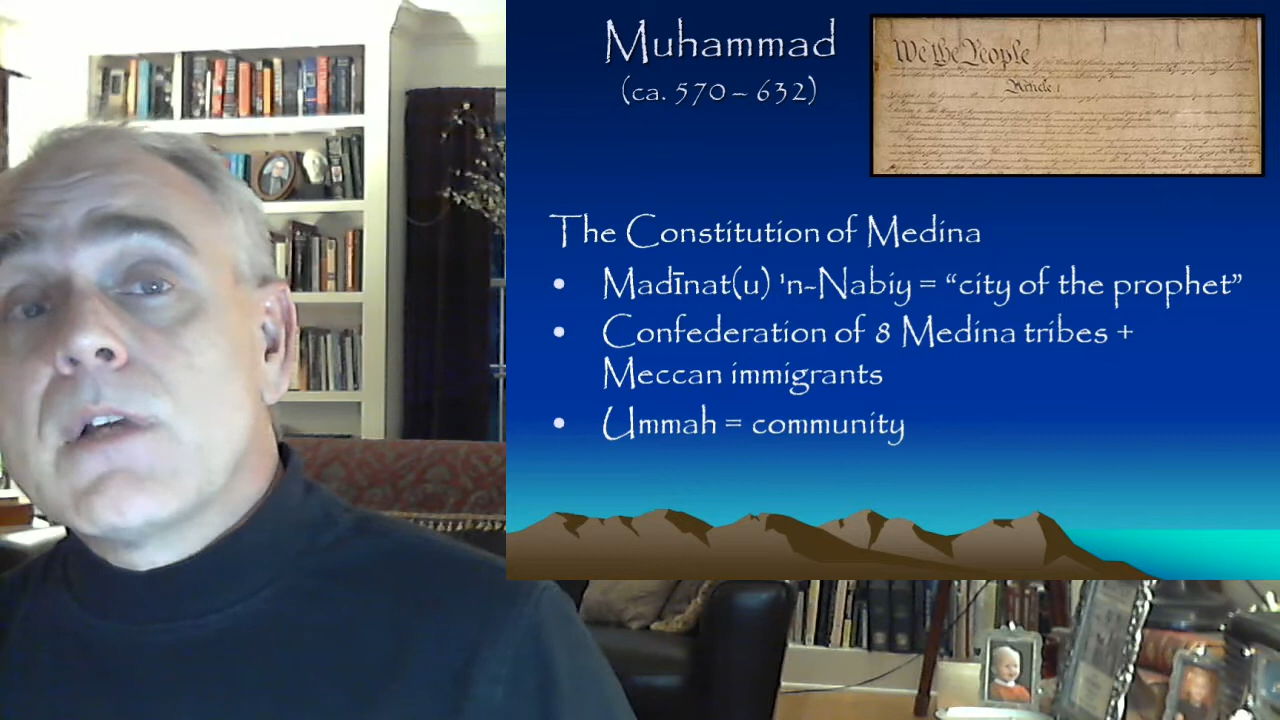 Muhammad
(ca. 570 – 632)
We the People
Article I
The Constitution of Medina
• Madīnat(u) 'n-Nabiy = “city of the prophet”
• Confederation of 8 Medina tribes +
Meccan immigrants
• Ummah = community